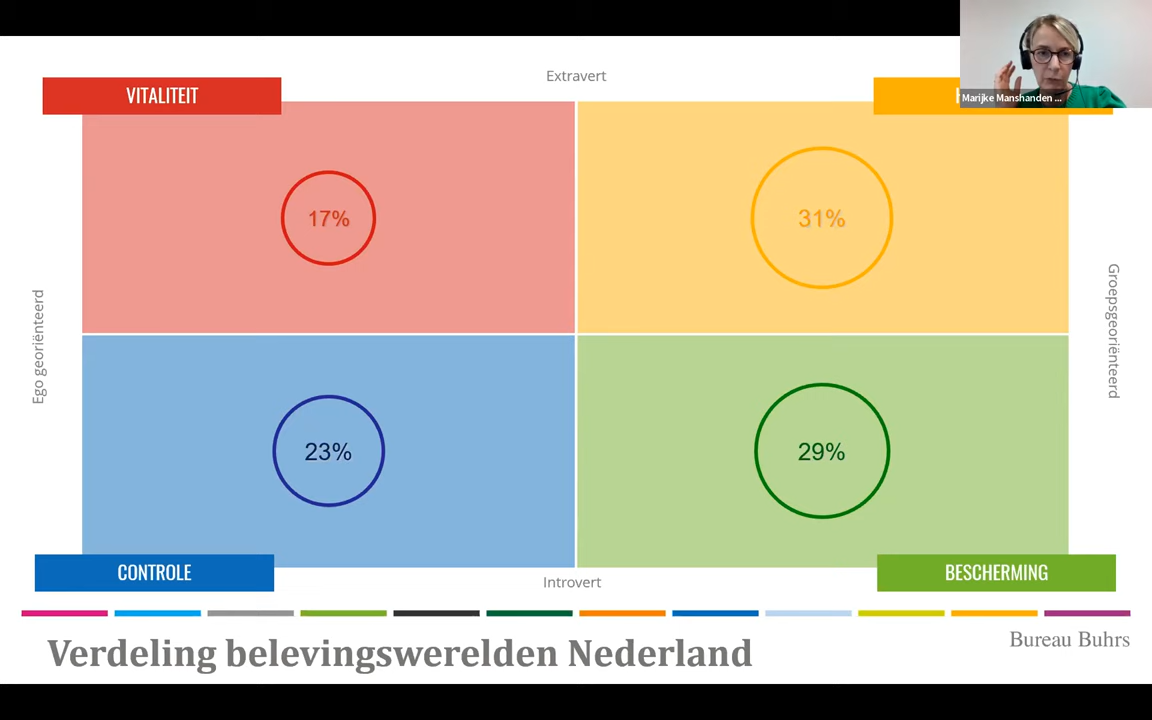 Extravert
VITALITEIT
Marijke Manshanden ...
17%
31%
Ego georiënteerd
Groepsgeoriënteerd
23%
29%
CONTROLE
BESCHERMING
Introvert
Verdeling belevingswerelden Nederland
Bureau Buhrs